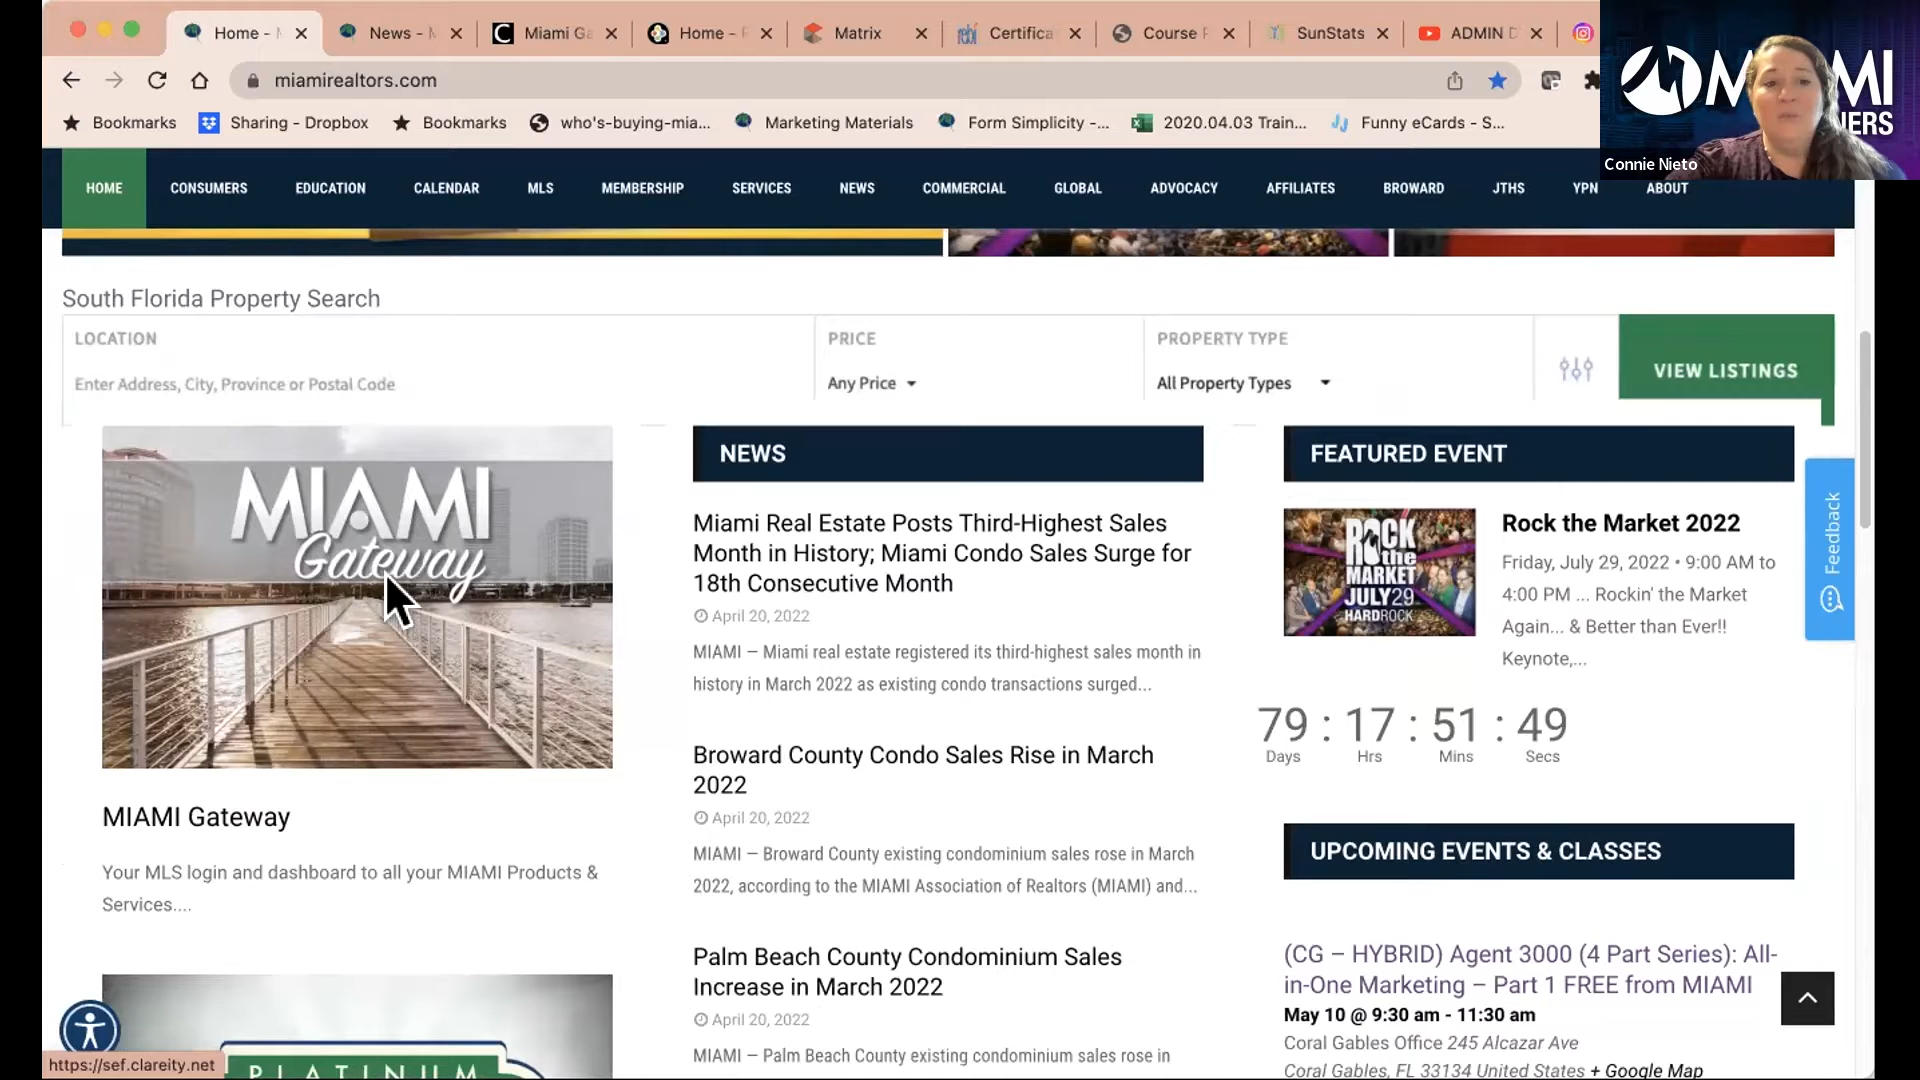 Home - M
News - M
Miami Ga
Home - F
Matrix
Certifica
Course F
SunStats
ADMIN D
miamirealtors.com
Bookmarks
Sharing - Dropbox
Bookmarks
who's-buying-mia...
Marketing Materials
Form Simplicity -...
2020.04.03 Train...
Funny eCards - S...
Connie Nieto
HOME
CONSUMERS
EDUCATION
CALENDAR
MLS
MEMBERSHIP
SERVICES
NEWS
COMMERCIAL
GLOBAL
ADVOCACY
AFFILIATES
BROWARD
JTHS
YPN
ABOUT
South Florida Property Search
LOCATION
Enter Address, City, Province or Postal Code
PRICE
Any Price
PROPERTY TYPE
All Property Types
VIEW LISTINGS
MIAMI
Gateway
MIAMI Gateway
Your MLS login and dashboard to all your MIAMI Products &
Services....
PLATINUM
https://sef.clareity.net
NEWS
Miami Real Estate Posts Third-Highest Sales
Month in History; Miami Condo Sales Surge for
18th Consecutive Month
April 20, 2022
MIAMI — Miami real estate registered its third-highest sales month in
history in March 2022 as existing condo transactions surged...
Broward County Condo Sales Rise in March
2022
April 20, 2022
MIAMI — Broward County existing condominium sales rose in March
2022, according to the MIAMI Association of Realtors (MIAMI) and...
Palm Beach County Condominium Sales
Increase in March 2022
April 20, 2022
MIAMI — Palm Beach County existing condominium sales rose in
FEATURED EVENT
ROCK
the
MARKET
JULY29
HARDROCK
Rock the Market 2022
Friday, July 29, 2022 • 9:00 AM to
4:00 PM ... Rockin' the Market
Again... & Better than Ever!!
Keynote,...
79 : 17 : 51 : 49
Days Hrs Mins Secs
UPCOMING EVENTS & CLASSES
(CG – HYBRID) Agent 3000 (4 Part Series): All-
in-One Marketing – Part 1 FREE from MIAMI
May 10 @ 9:30 am - 11:30 am
Coral Gables Office 245 Alcazar Ave
Coral Gables, FL 33134 United States + Google Map
Feedback